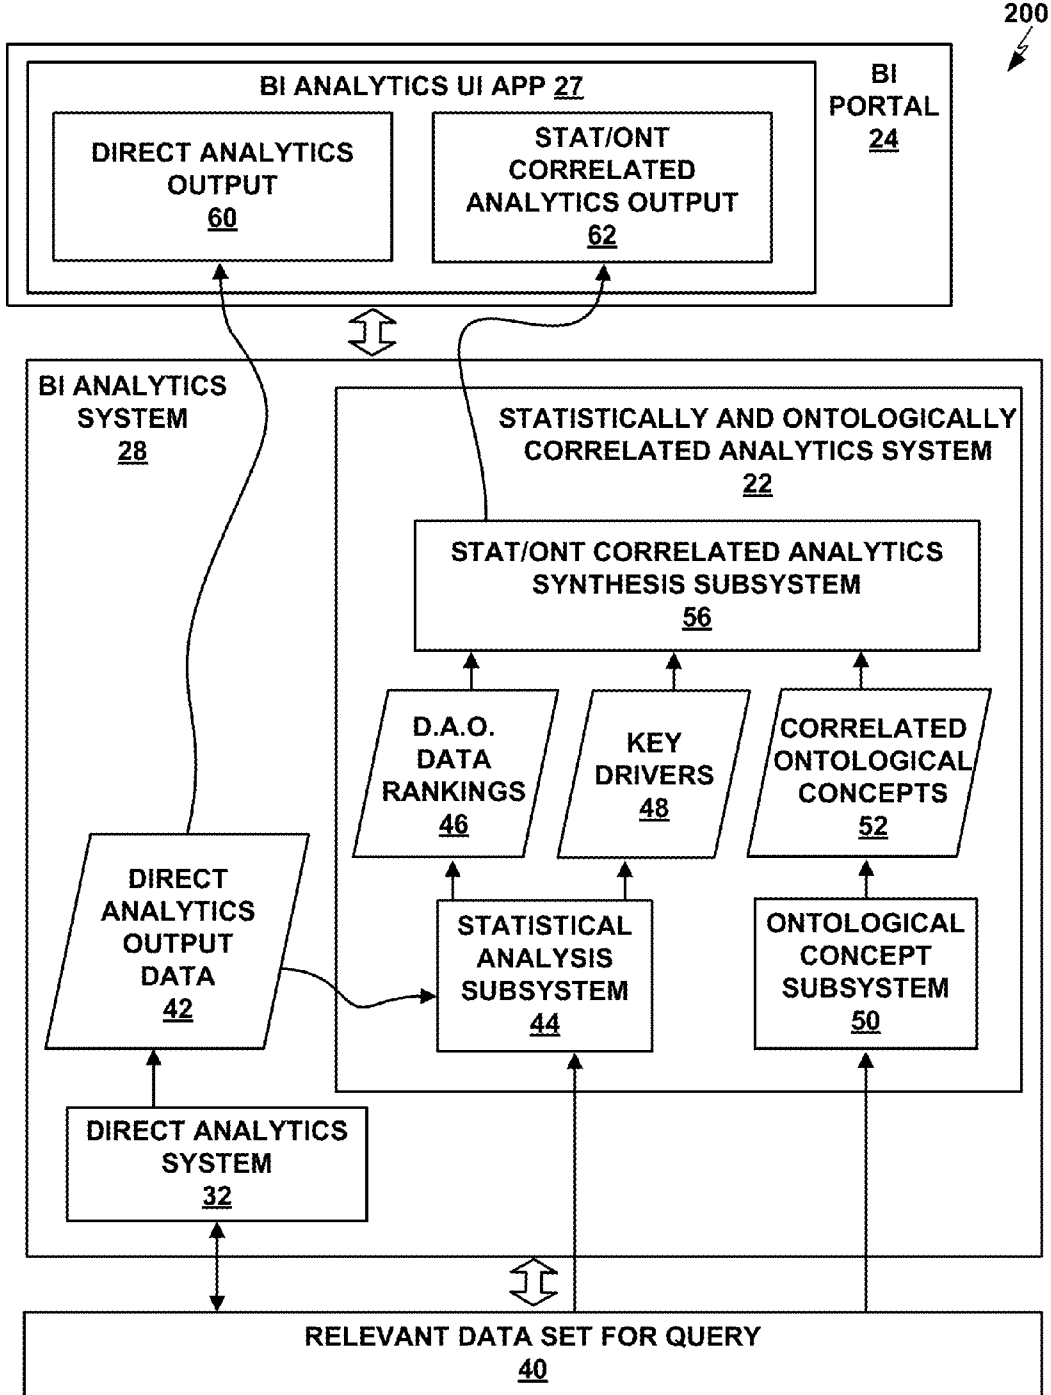 200
BI ANALYTICS UI APP 27
BI
PORTAL
24
DIRECT ANALYTICS
OUTPUT
60
STAT/ONT
CORRELATED
ANALYTICS OUTPUT
62
BI ANALYTICS
SYSTEM
28
STATISTICALLY AND ONTOLOGICALLY
CORRELATED ANALYTICS SYSTEM
22
STAT/ONT CORRELATED ANALYTICS
SYNTHESIS SUBSYSTEM
56
D.A.O.
DATA
RANKINGS
46
KEY
DRIVERS
48
CORRELATED
ONTOLOGICAL
CONCEPTS
52
DIRECT
ANALYTICS
OUTPUT
DATA
42
STATISTICAL
ANALYSIS
SUBSYSTEM
44
ONTOLOGICAL
CONCEPT
SUBSYSTEM
50
DIRECT ANALYTICS
SYSTEM
32
RELEVANT DATA SET FOR QUERY
40